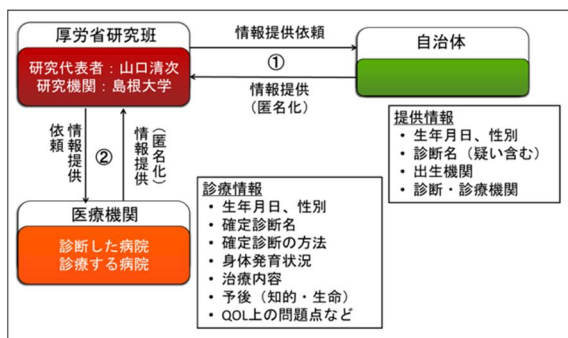 厚労省研究班
研究代表者：山口清次
研究機関：島根大学
情報提供依頼
①
情報提供
（匿名化）
自治体
提供情報
• 生年月日、性別
• 診断名（疑い含む）
• 出生機関
• 診断・診療機関
情報提供
依頼
②
（匿名化）
情報提供
医療機関
診断した病院
診療する病院
診療情報
• 生年月日、性別
• 確定診断名
• 確定診断の方法
• 身体発育状況
• 治療内容
• 予後（知的・生命）
• QOL上の問題点など